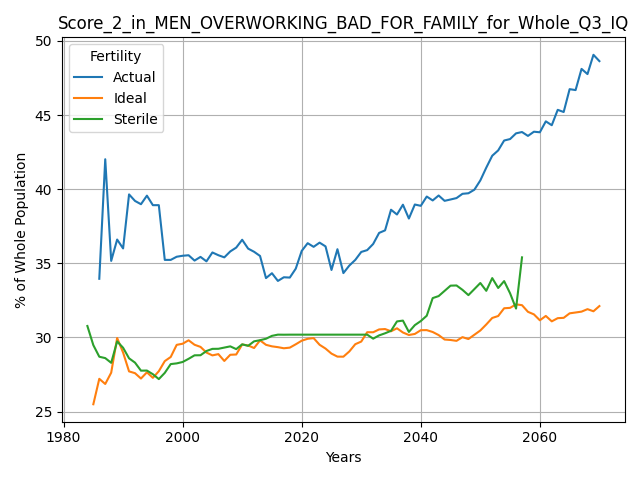 Score_2_in_MEN_OVERWORKING_BAD_FOR_FAMILY_for_Whole_Q3_IQ
50
45
40
35
30
25
% of Whole Population
Fertility
Actual
Ideal
Sterile
1980
2000
2020
2040
2060
Years